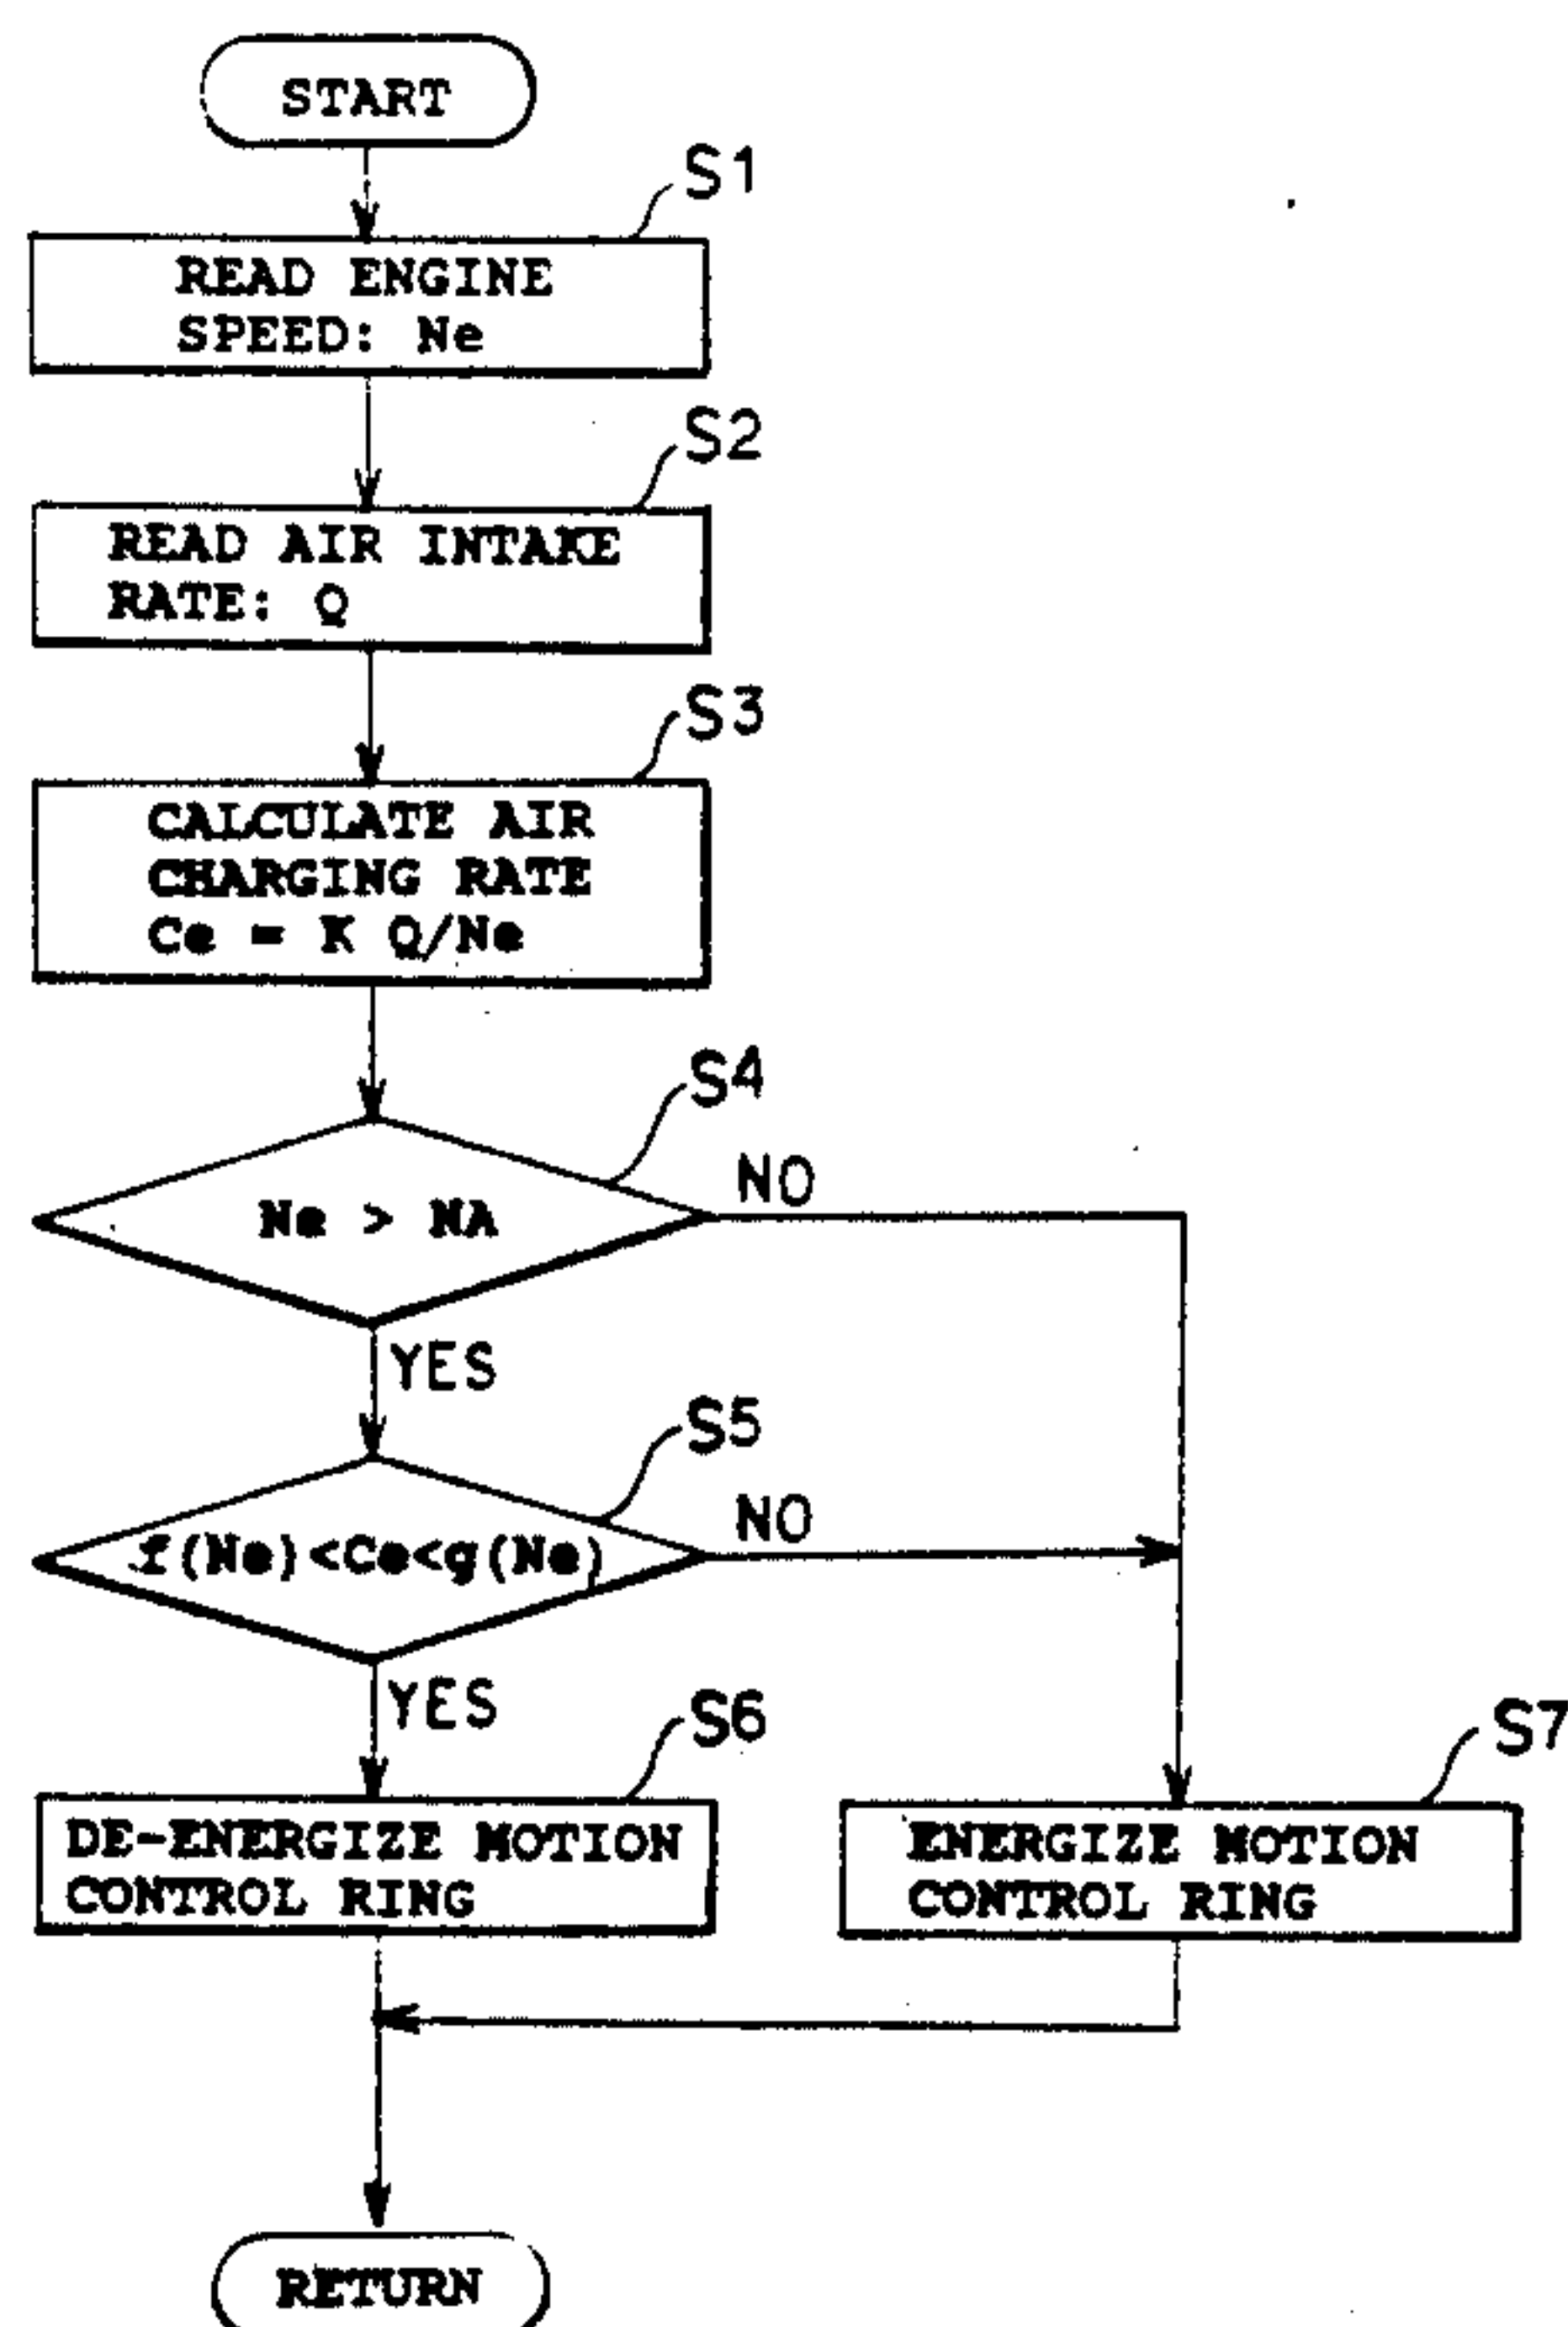 START
S1
READ ENGINE
SPEED: Ne
S2
READ AIR INTAKE
RATE: Q
S3
CALCULATE AIR
CHARGING RATE
Ce = K Q/Ne
S4
Ne > NA
NO
YES
S5
f(Ne)<Ce<g(Ne)
NO
YES
S6
DE-ENERGIZE MOTION
CONTROL RING
S7
ENERGIZE MOTION
CONTROL RING
RETURN